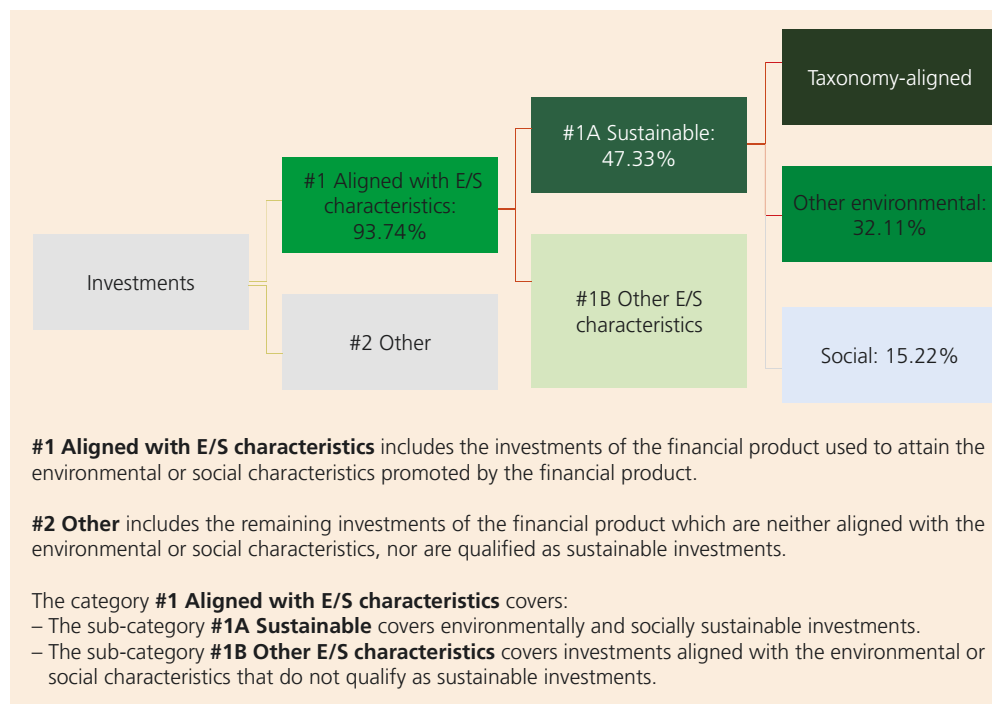 Taxonomy-aligned
#1A Sustainable:
47.33%
#1 Aligned with E/S
characteristics:
93.74%
Other environmental:
32.11%
Investments
#1B Other E/S
characteristics
#2 Other
Social: 15.22%
#1 Aligned with E/S characteristics includes the investments of the financial product used to attain the
environmental or social characteristics promoted by the financial product.
#2 Other includes the remaining investments of the financial product which are neither aligned with the
environmental or social characteristics, nor are qualified as sustainable investments.
The category #1 Aligned with E/S characteristics covers:
– The sub-category #1A Sustainable covers environmentally and socially sustainable investments.
– The sub-category #1B Other E/S characteristics covers investments aligned with the environmental or
social characteristics that do not qualify as sustainable investments.